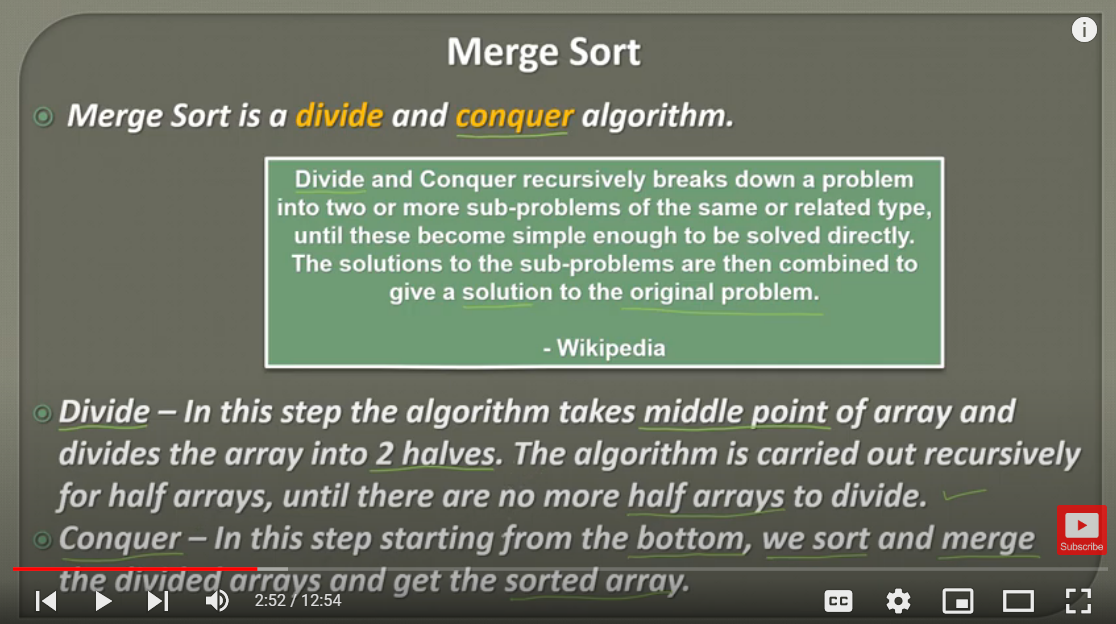 Merge Sort
Merge Sort is a divide and conquer algorithm.
Divide and Conquer recursively breaks down a problem
into two or more sub-problems of the same or related type,
until these become simple enough to be solved directly.
The solutions to the sub-problems are then combined to
give a solution to the original problem.
- Wikipedia
Divide – In this step the algorithm takes middle point of array and
divides the array into 2 halves. The algorithm is carried out recursively
for half arrays, until there are no more half arrays to divide.
Conquer – In this step starting from the bottom, we sort and merge
the divided arrays and get the sorted array.
Subscribe
2:52 / 12:54
CC